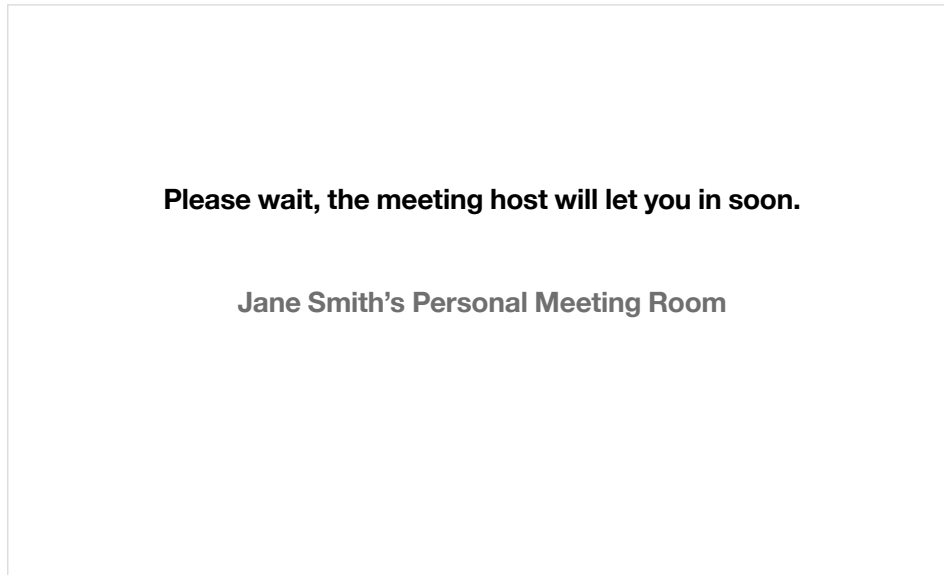 Please wait, the meeting host will let you in soon.
Jane Smith’s Personal Meeting Room